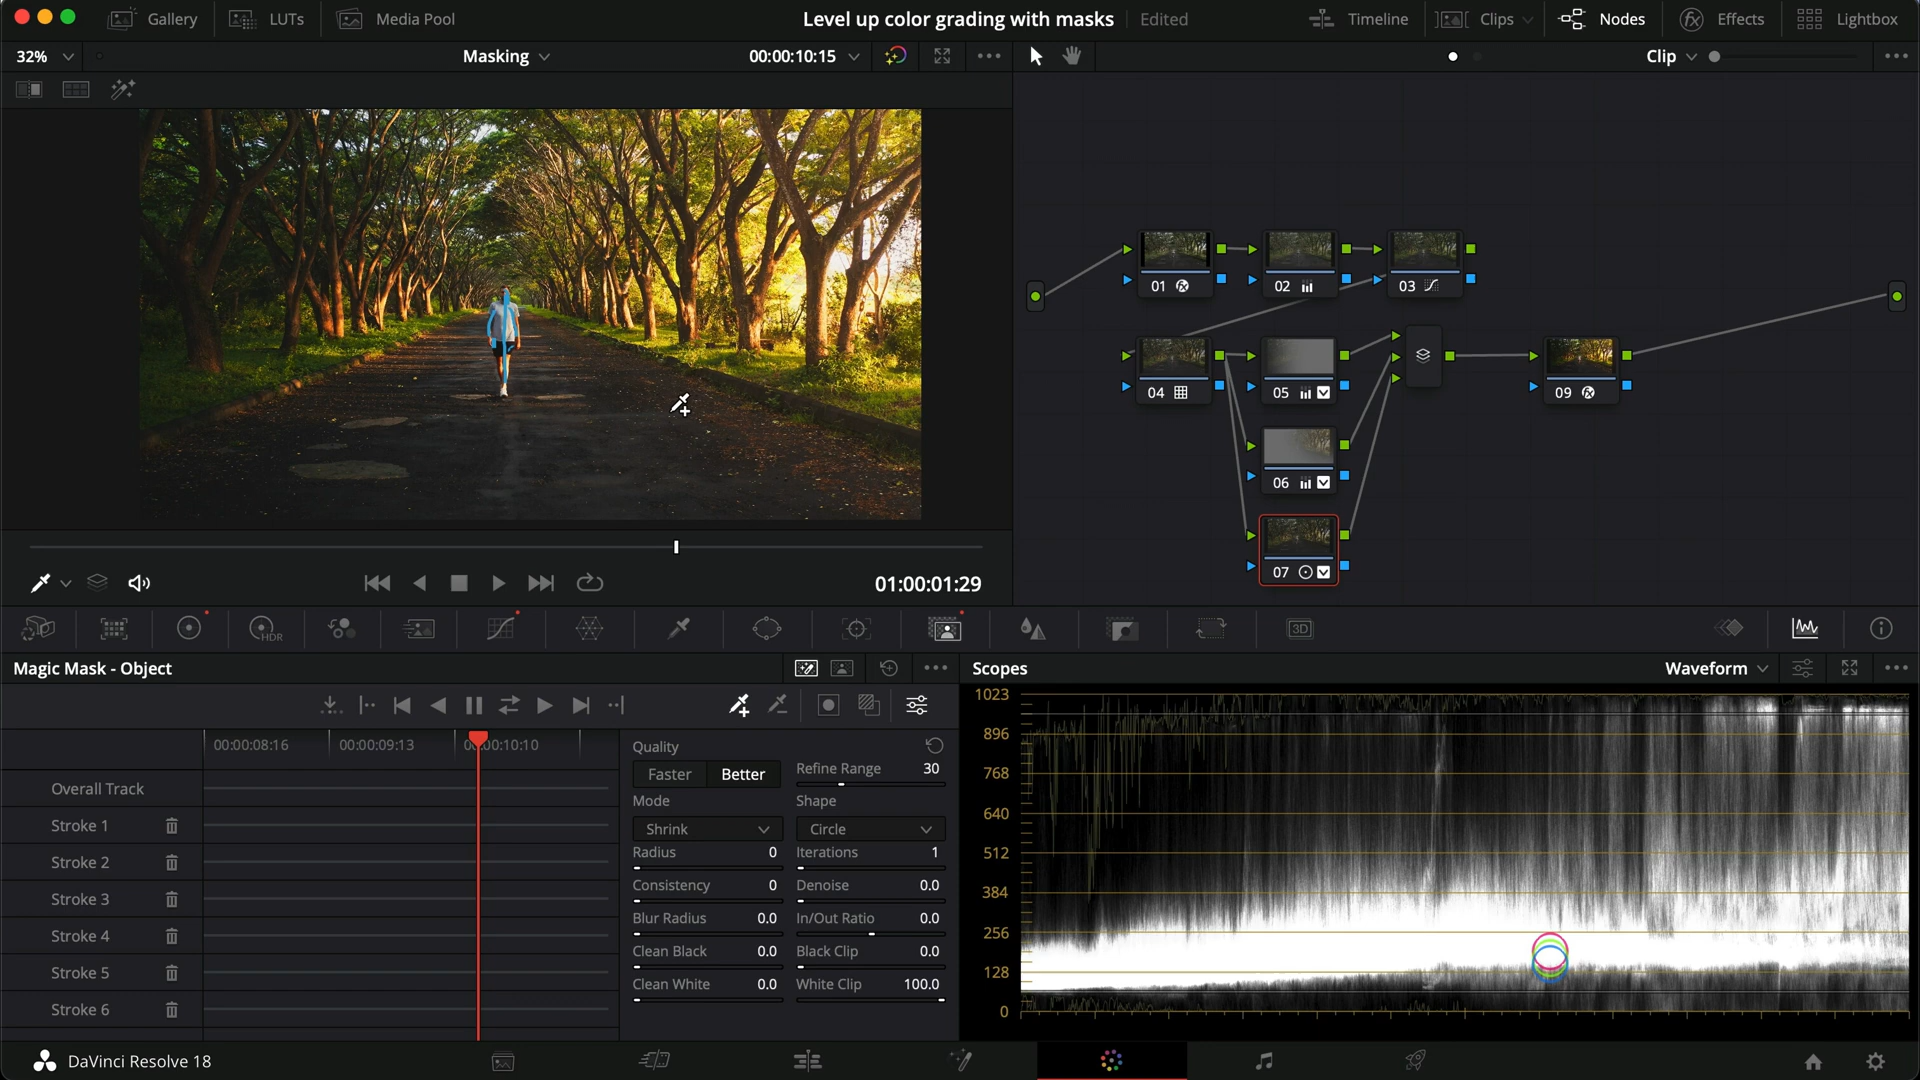 Gallery LUTs Media Pool Level up color grading with masks Edited Timeline Clips Nodes Effects Lightbox
32% Masking 00:00:10:15 Clip
01 02 03
04 05 09
06
07
01:00:01:29
HDR 3D
Magic Mask - Object Scopes Waveform
00:00:08:16 00:00:09:13 00:00:10:10
Overall Track
Stroke 1
Stroke 2
Stroke 3
Stroke 4
Stroke 5
Stroke 6
Quality
Faster Better Refine Range 30
Mode Shape
Shrink Circle
Radius 0 Iterations 1
Consistency 0 Denoise 0.0
Blur Radius 0.0 In/Out Ratio 0.0
Clean Black 0.0 Black Clip 0.0
Clean White 0.0 White Clip 100.0
1023
896
768
640
512
384
256
128
0
DaVinci Resolve 18